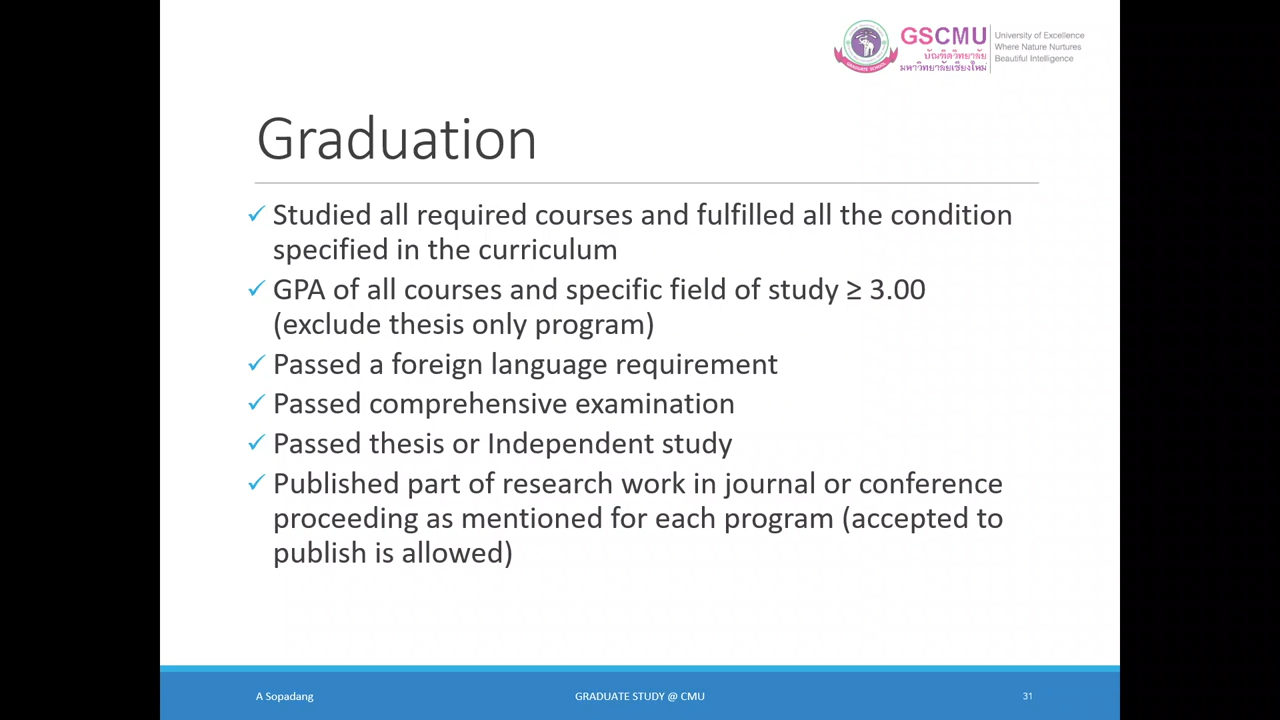 GSCMU
บัณฑิตวิทยาลัย
มหาวิทยาลัยเชียงใหม่
University of Excellence
Where Nature Nurtures
Beautiful Intelligence
Graduation
✓ Studied all required courses and fulfilled all the condition
specified in the curriculum
✓ GPA of all courses and specific field of study ≥ 3.00
(exclude thesis only program)
✓ Passed a foreign language requirement
✓ Passed comprehensive examination
✓ Passed thesis or Independent study
✓ Published part of research work in journal or conference
proceeding as mentioned for each program (accepted to
publish is allowed)
A Sopadang
GRADUATE STUDY @ CMU
31